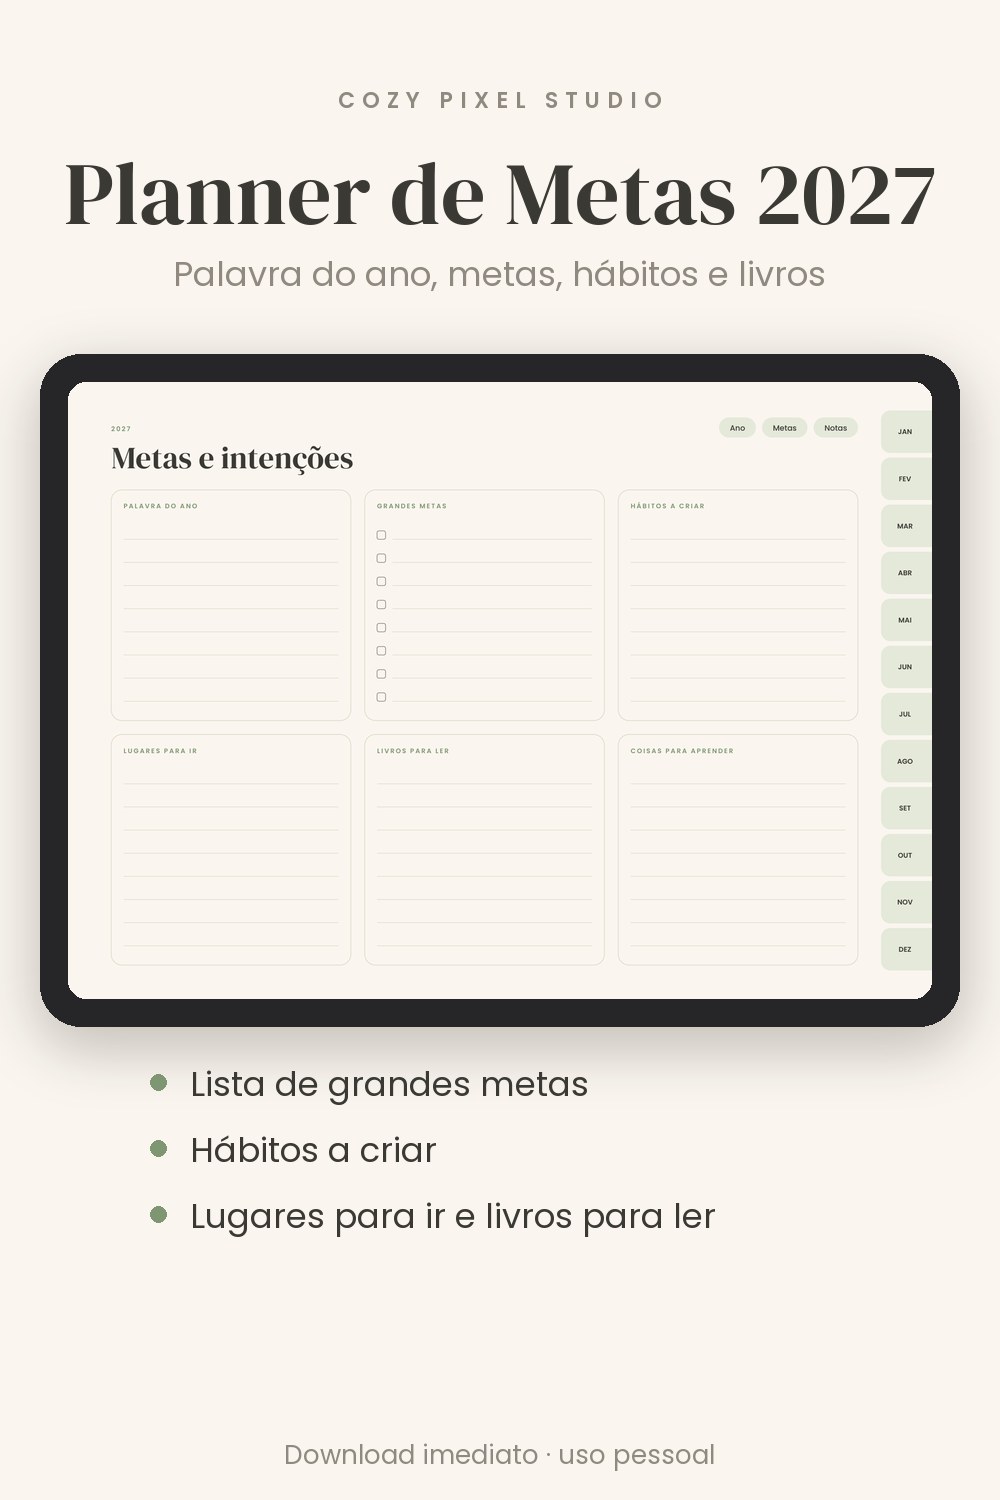 COZY PIXEL STUDIO
Planner de Metas 2027
Palavra do ano, metas, hábitos e livros
2027
Ano
Metas
Notas
Metas e intenções
PALAVRA DO ANO
GRANDES METAS
HÁBITOS A CRIAR
LUGARES PARA IR
LIVROS PARA LER
COISAS PARA APRENDER
JAN
FEV
MAR
ABR
MAI
JUN
JUL
AGO
SET
OUT
NOV
DEZ
Lista de grandes metas
Hábitos a criar
Lugares para ir e livros para ler
Download imediato · uso pessoal